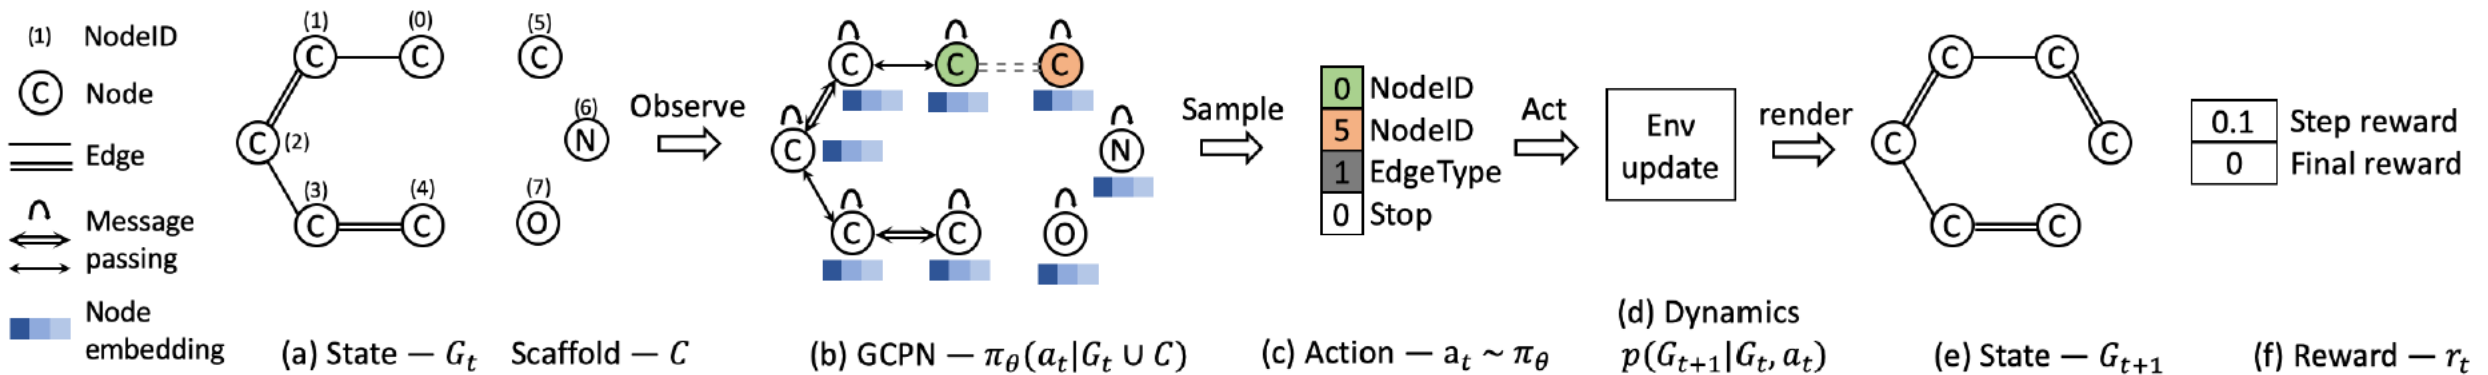 (1) NodeID
C Node
Edge
Message
passing
Node
embedding
(1) (0) (5)
C C C
(6)
N
C (2)
(3) (4) (7)
C C O
(a) State — G_t Scaffold — C
Observe
C C C
C N
C C O
(b) GCPN — π_θ(a_t|G_t ∪ C)
Sample
0 NodeID
5 NodeID
1 EdgeType
0 Stop
(c) Action — a_t ~ π_θ
Act
Env
update
(d) Dynamics
p(G_{t+1}|G_t, a_t)
render
C C
C C
C C
(e) State — G_{t+1}
0.1 Step reward
0 Final reward
(f) Reward — r_t